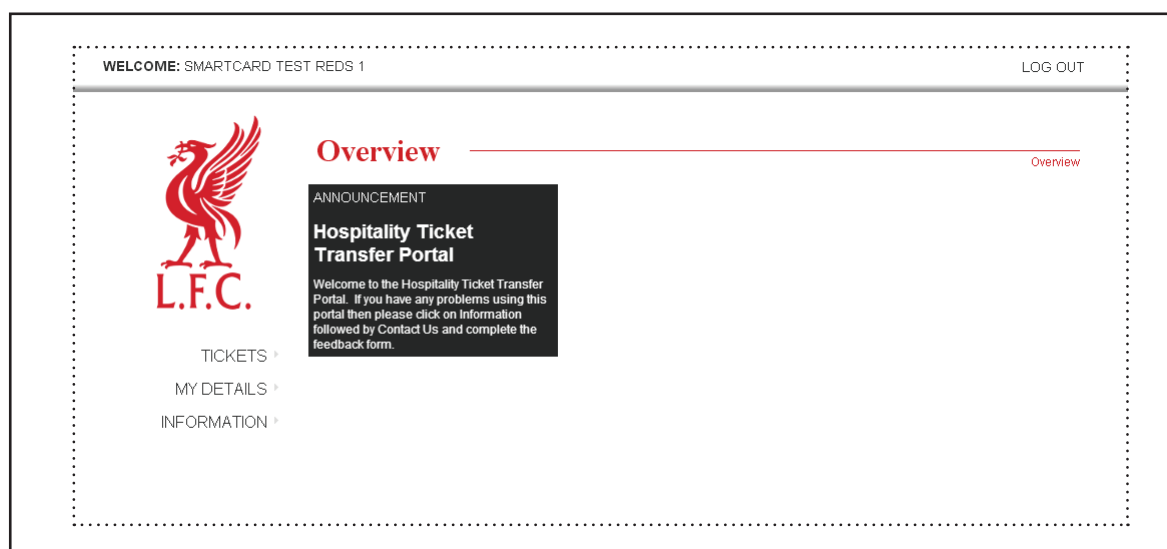 WELCOME: SMARTCARD TEST REDS 1
LOG OUT
Overview
Overview
ANNOUNCEMENT
Hospitality Ticket
Transfer Portal
Welcome to the Hospitality Ticket Transfer
Portal.  If you have any problems using this
portal then please click on Information
followed by Contact Us and complete the
feedback form.
L.F.C.
TICKETS
MY DETAILS
INFORMATION